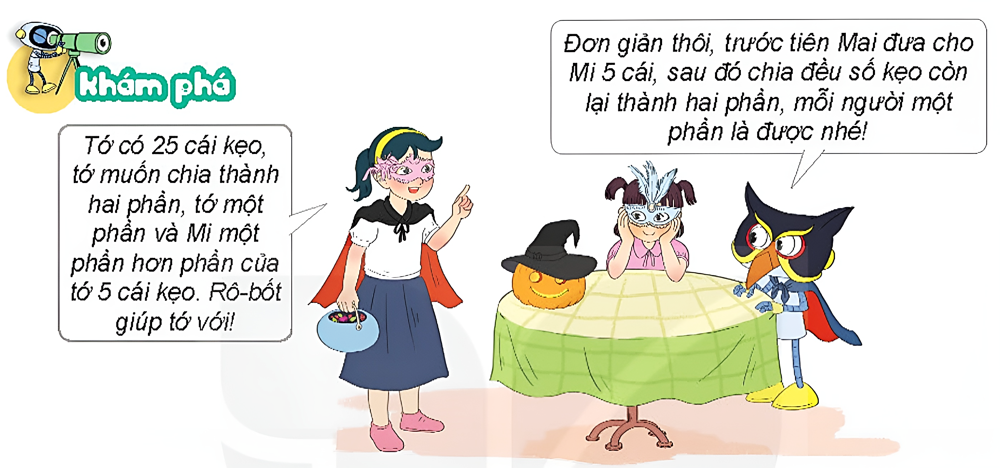 Khám phá
Đơn giản thôi, trước tiên Mai đưa cho
Mi 5 cái, sau đó chia đều số kẹo còn
lại thành hai phần, mỗi người một
phần là được nhé!
Tớ có 25 cái kẹo,
tớ muốn chia thành
hai phần, tớ một
phần và Mi một
phần hơn phần của
tớ 5 cái kẹo. Rô-bốt
giúp tớ với!